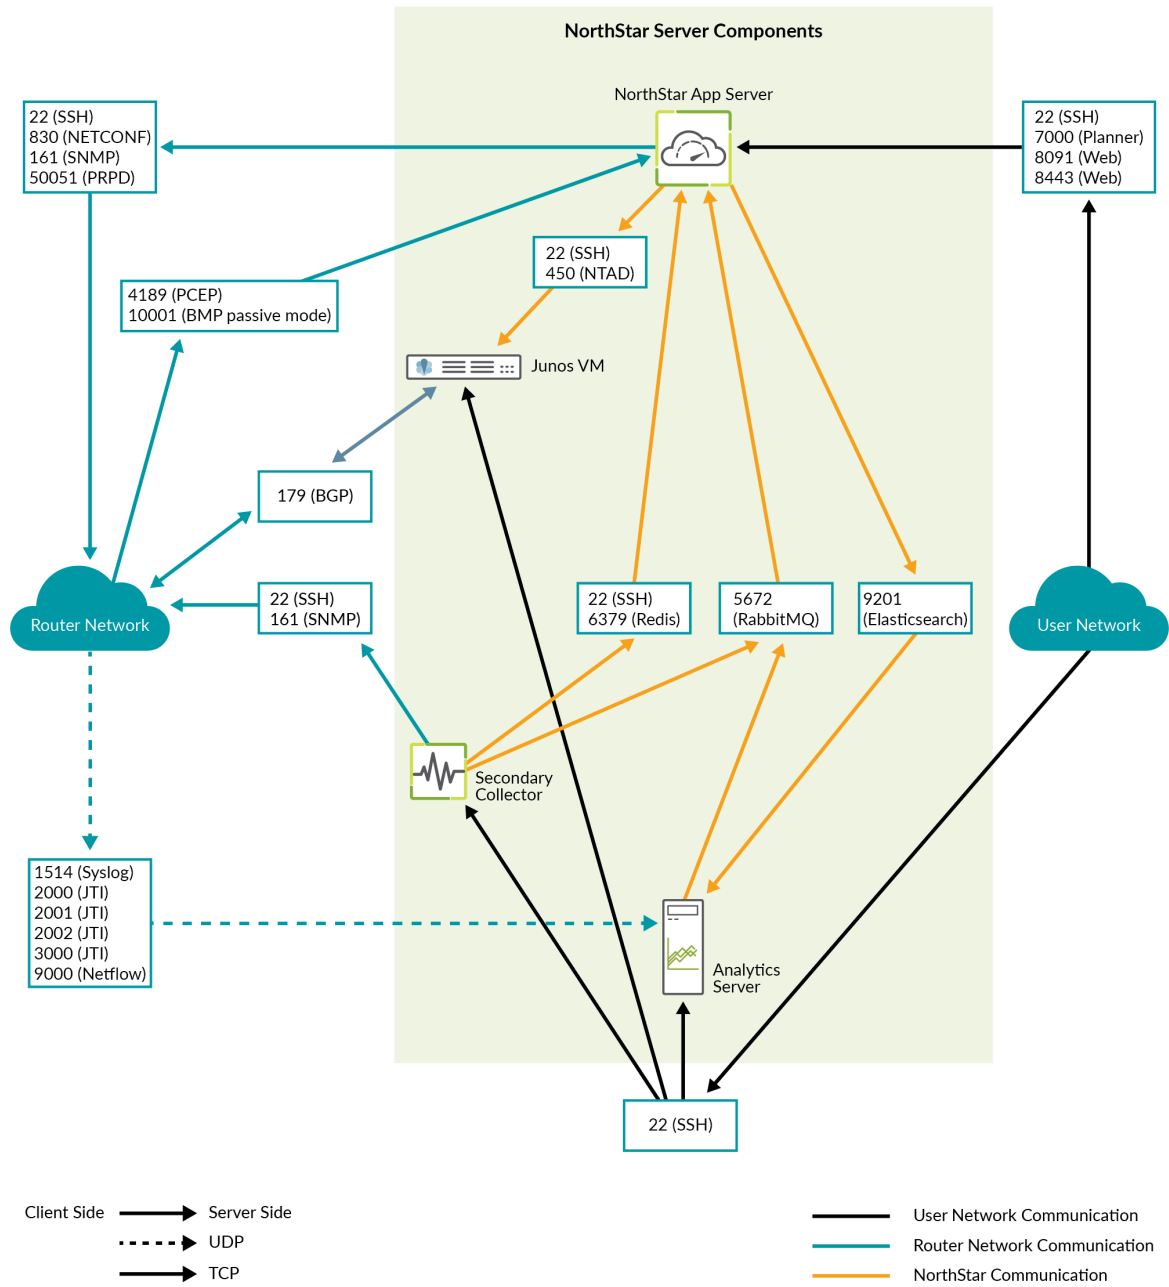 NorthStar Server Components
NorthStar App Server
22 (SSH)
830 (NETCONF)
161 (SNMP)
50051 (PRPD)
22 (SSH)
7000 (Planner)
8091 (Web)
8443 (Web)
22 (SSH)
450 (NTAD)
4189 (PCEP)
10001 (BMP passive mode)
Junos VM
179 (BGP)
Router Network
22 (SSH)
161 (SNMP)
22 (SSH)
6379 (Redis)
5672
(RabbitMQ)
9201
(Elasticsearch)
User Network
Secondary
Collector
1514 (Syslog)
2000 (JTI)
2001 (JTI)
2002 (JTI)
3000 (JTI)
9000 (Netflow)
Analytics
Server
22 (SSH)
Client Side
Server Side
UDP
TCP
User Network Communication
Router Network Communication
NorthStar Communication